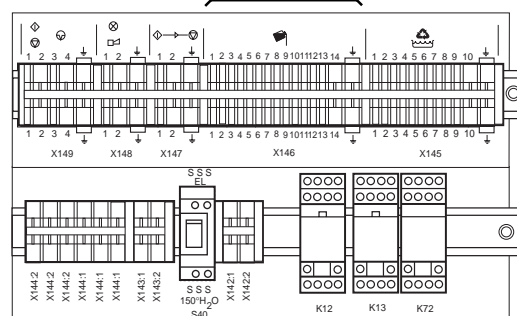 1 2 3 4 1 2 1 2 1 2 3 4 5 6 7 8 9 10 11 12 13 14 1 2 3 4 5 6 7 8 9 10
1 2 3 4 1 2 1 2 1 2 3 4 5 6 7 8 9 10 11 12 13 14 1 2 3 4 5 6 7 8 9 10
X149 X148 X147 X146 X145
S S S
EL
X144:2 X144:2 X144:2 X144:1 X144:1 X144:1 X143:1 X143:2 X142:1 X142:2
S S S
150°H₂O
S40
K12 K13 K72